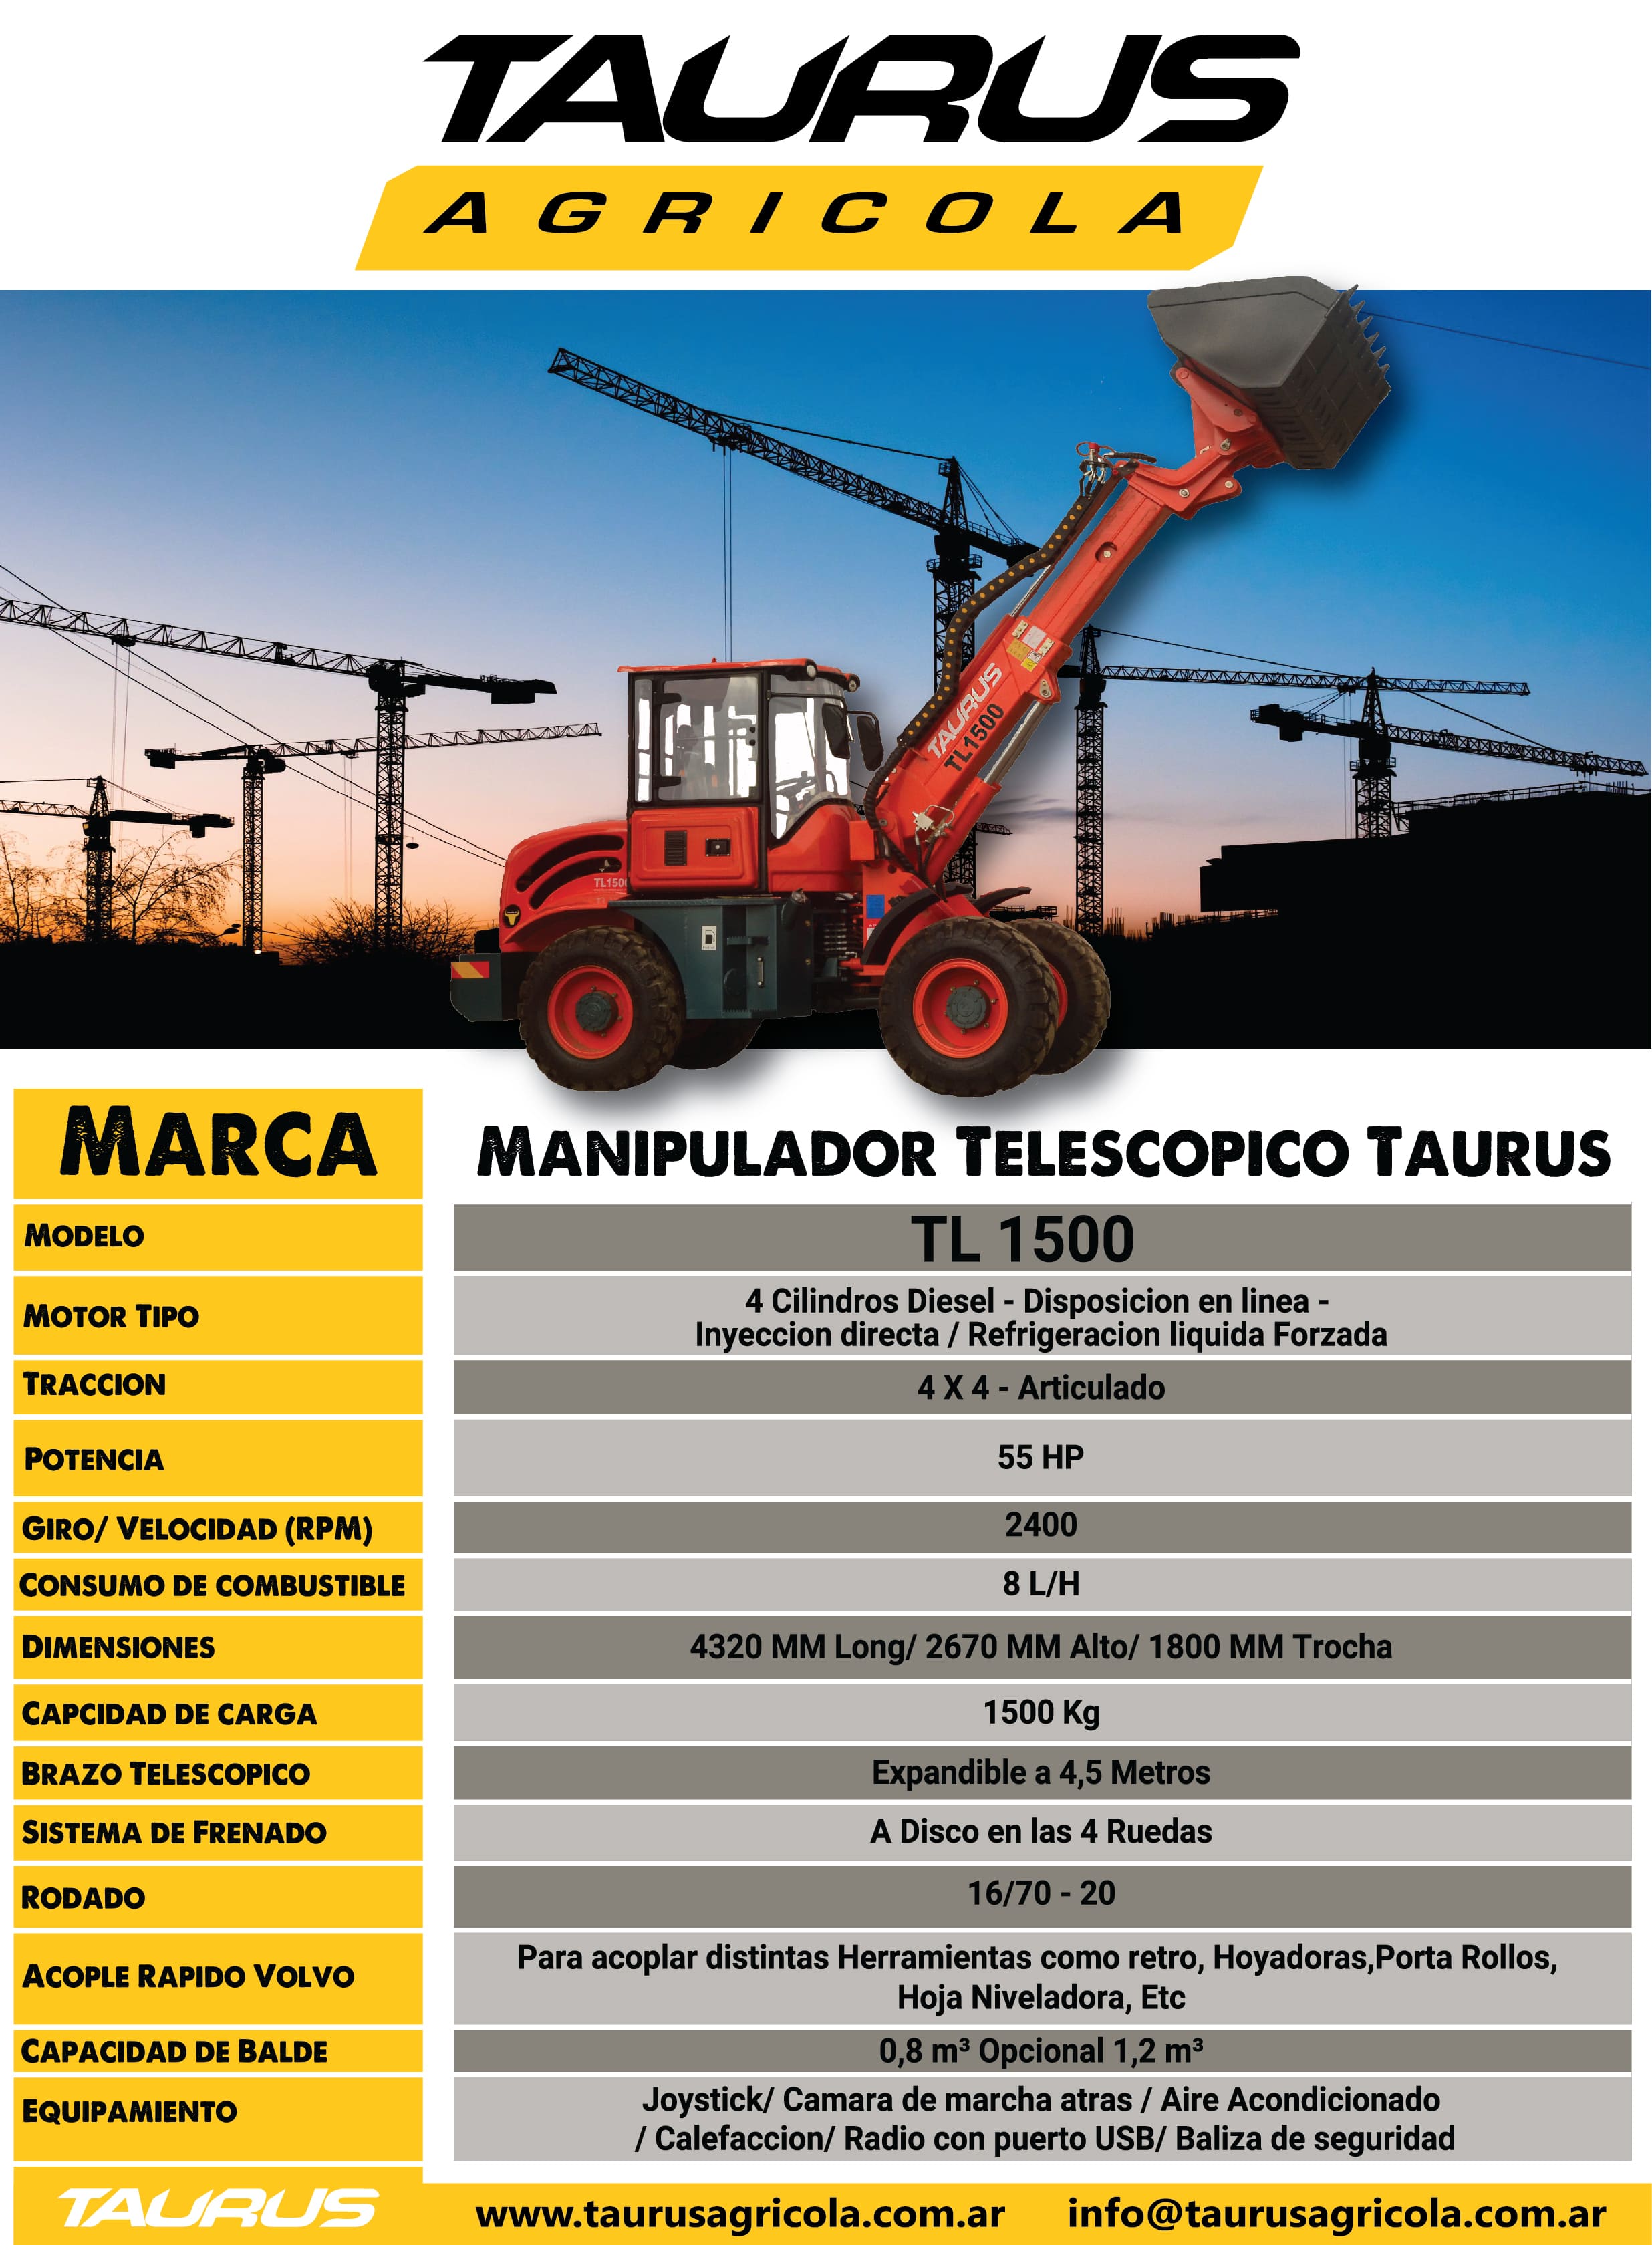 TAURUS
AGRICOLA
TAURUS
TL1500
TL150
MARCA
MANIPULADOR TELESCOPICO TAURUS
MODELO
TL 1500
MOTOR TIPO
4 Cilindros Diesel - Disposicion en linea -
Inyeccion directa / Refrigeracion liquida Forzada
TRACCION
4 X 4 - Articulado
POTENCIA
55 HP
GIRO/ VELOCIDAD (RPM)
2400
CONSUMO DE COMBUSTIBLE
8 L/H
DIMENSIONES
4320 MM Long/ 2670 MM Alto/ 1800 MM Trocha
CAPCIDAD DE CARGA
1500 Kg
BRAZO TELESCOPICO
Expandible a 4,5 Metros
SISTEMA DE FRENADO
A Disco en las 4 Ruedas
RODADO
16/70 - 20
ACOPLE RAPIDO VOLVO
Para acoplar distintas Herramientas como retro, Hoyadoras,Porta Rollos,
Hoja Niveladora, Etc
CAPACIDAD DE BALDE
0,8 m³ Opcional 1,2 m³
EQUIPAMIENTO
Joystick/ Camara de marcha atras / Aire Acondicionado
/ Calefaccion/ Radio con puerto USB/ Baliza de seguridad
TAURUS
www.taurusagricola.com.ar info@taurusagricola.com.ar